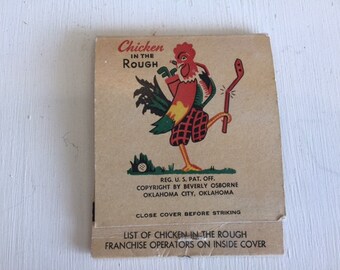 Chicken
IN THE
ROUGH
REG. U. S. PAT. OFF.
COPYRIGHT BY BEVERLY OSBORNE
OKLAHOMA CITY, OKLAHOMA
CLOSE COVER BEFORE STRIKING
LIST OF CHICKEN IN THE ROUGH
FRANCHISE OPERATORS ON INSIDE COVER